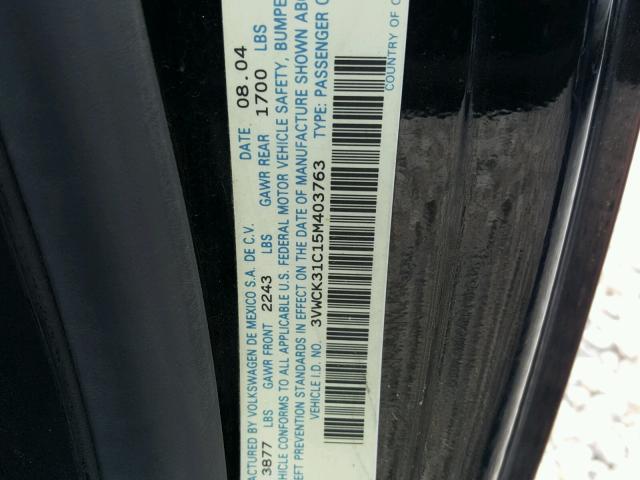 ACTURED BY VOLKSWAGEN DE MEXICO S.A. DE C.V. DATE 08.04
3877 LBS GAWR FRONT 2243 LBS GAWR REAR 1700 LBS
HICLE CONFORMS TO ALL APPLICABLE U.S. FEDERAL MOTOR VEHICLE SAFETY, BUMPE
EFT PREVENTION STANDARDS IN EFFECT ON THE DATE OF MANUFACTURE SHOWN ABO
VEHICLE I.D. NO. 3VWCK31C15M403763 TYPE: PASSENGER C
COUNTRY OF O